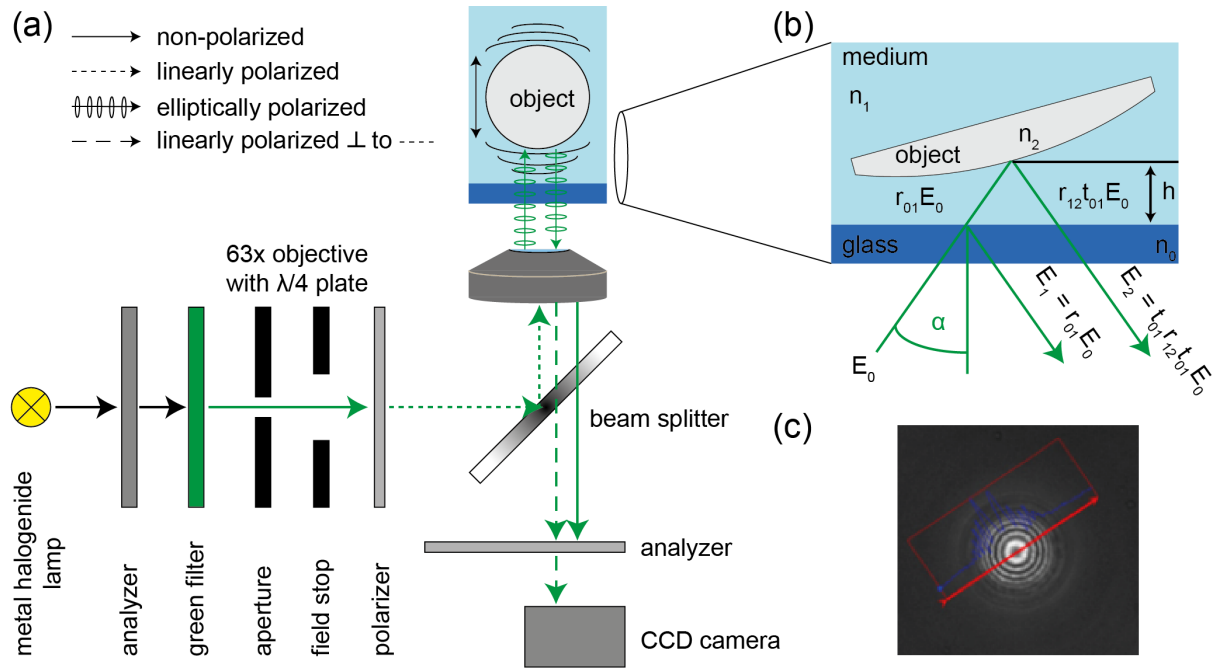 (a)
non-polarized
linearly polarized
elliptically polarized
linearly polarized ⊥ to ----
object
63x objective
with λ/4 plate
beam splitter
analyzer
CCD camera
metal halogenide
lamp
analyzer
green filter
aperture
field stop
polarizer
(b)
medium
n₁
n₂
object
r₀₁E₀
r₁₂t₀₁E₀
h
glass
n₀
α
E₀
E₁ = r₀₁E₀
E₂ = t₀₁r₁₂t₀₁E₀
(c)